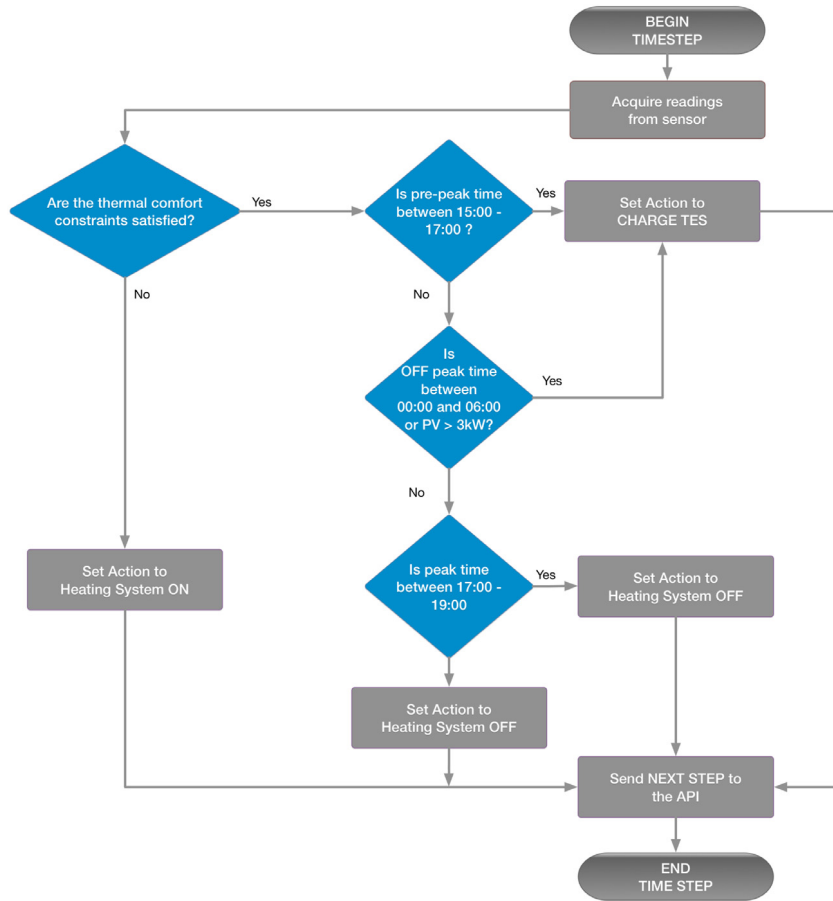 BEGIN
TIMESTEP
Acquire readings
from sensor
Are the thermal comfort
constraints satisfied?
Yes
Is pre-peak time
between 15:00 -
17:00 ?
Yes
Set Action to
CHARGE TES
No
No
Is
OFF peak time
between
00:00 and 06:00
or PV > 3kW?
Yes
No
Set Action to
Heating System ON
Is peak time
between 17:00 -
19:00
Yes
Set Action to
Heating System OFF
Set Action to
Heating System OFF
Send NEXT STEP to
the API
END
TIME STEP